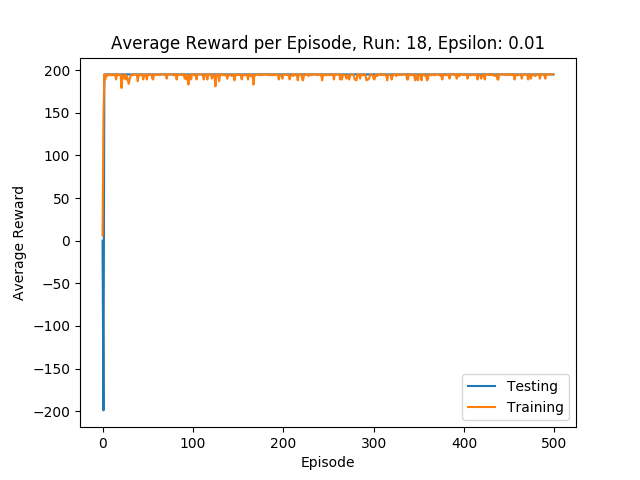 Average Reward per Episode, Run: 18, Epsilon: 0.01
Average Reward
200
150
100
50
0
−50
−100
−150
−200
0 100 200 300 400 500
Episode
Testing
Training